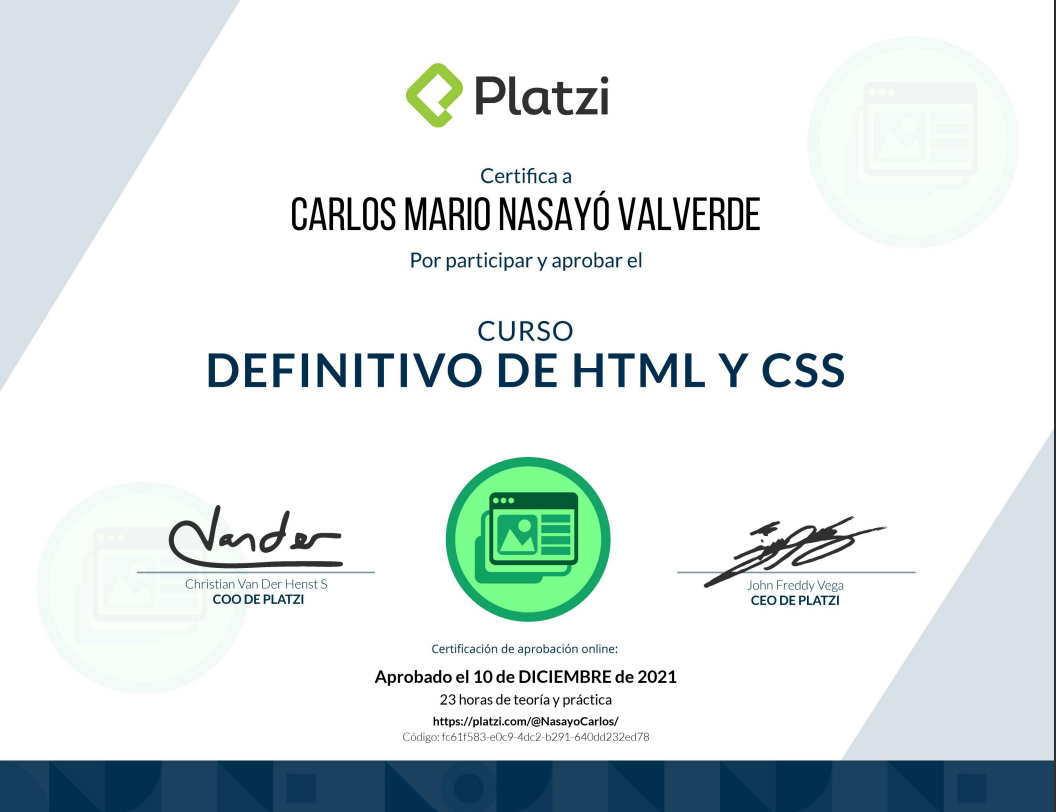 Platzi
Certifica a
CARLOS MARIO NASAYÓ VALVERDE
Por participar y aprobar el
CURSO
DEFINITIVO DE HTML Y CSS
Vander
Christian Van Der Henst S
COO DE PLATZI
John Freddy Vega
CEO DE PLATZI
Certificación de aprobación online:
Aprobado el 10 de DICIEMBRE de 2021
23 horas de teoría y práctica
https://platzi.com/@NasayoCarlos/
Código: fc61f583-e0c9-4dc2-b291-640dd232ed78